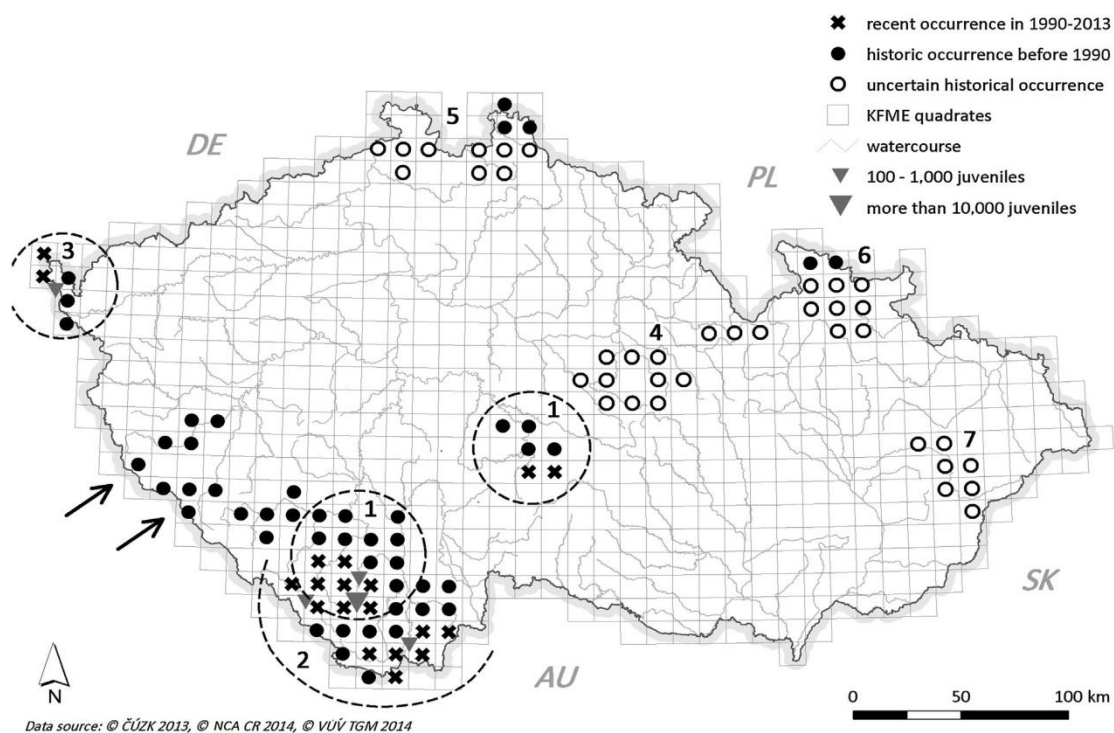 recent occurrence in 1990-2013
historic occurrence before 1990
uncertain historical occurrence
KFME quadrates
watercourse
100 - 1,000 juveniles
more than 10,000 juveniles
DE
5
PL
3
6
4
1
7
1
SK
2
AU
N
0 50 100 km
Data source: © ČÚZK 2013, © NCA CR 2014, © VÚV TGM 2014